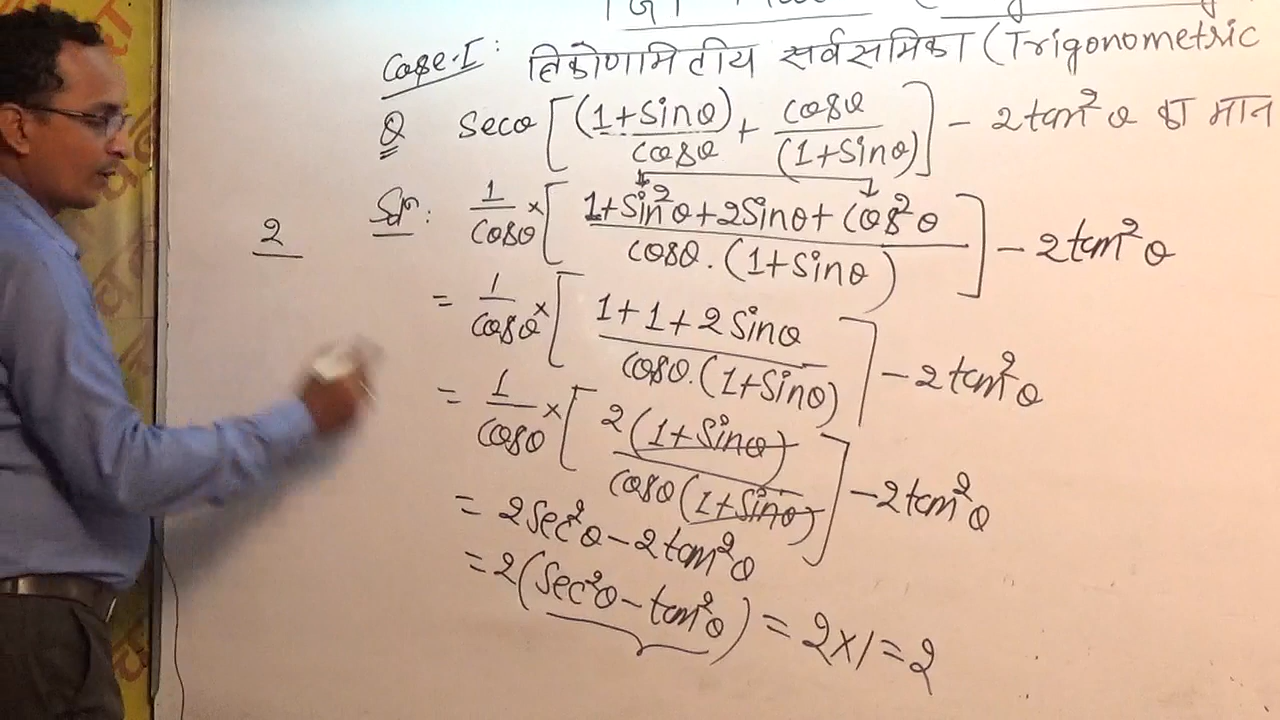 Case-I: त्रिकोणमितीय सर्वसमिका (Trigonometric
Q secθ [(1+sinθ)/cosθ + cosθ/(1+sinθ)] - 2tan²θ का मान
Sol: 1/cosθ × [1+sin²θ+2sinθ+cos²θ / cosθ.(1+sinθ)] - 2tan²θ
2
= 1/cosθ × [1+1+2sinθ / cosθ.(1+sinθ)] - 2tan²θ
= 1/cosθ × [2(1+sinθ) / cosθ(1+sinθ)] - 2tan²θ
= 2sec²θ - 2tan²θ
= 2(sec²θ - tan²θ) = 2×1 = 2